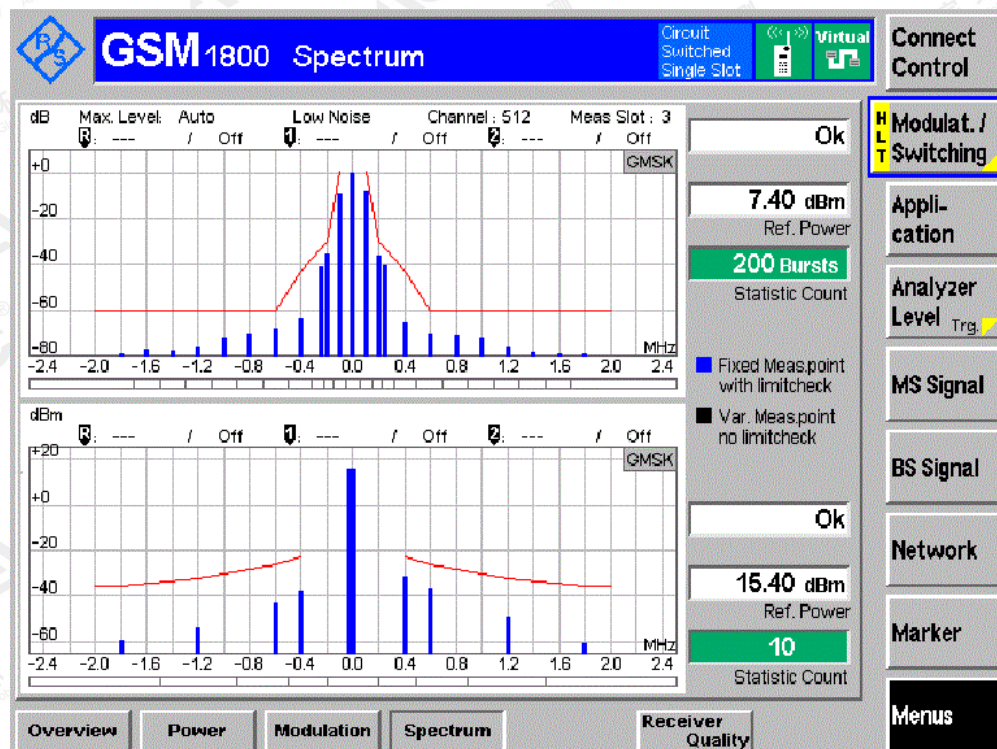 R/S
GSM 1800 Spectrum
Circuit
Switched
Single Slot
Virtual
Connect
Control
dB Max. Level: Auto Low Noise Channel : 512 Meas Slot : 3
R: --- / Off 1: --- / Off 2: --- / Off
GMSK
+0
-20
-40
-60
-80
MHz
-2.4 -2.0 -1.6 -1.2 -0.8 -0.4 0.0 0.4 0.8 1.2 1.6 2.0 2.4
Ok
7.40 dBm
Ref. Power
200 Bursts
Statistic Count
Fixed Meas.point
with limitcheck
Var. Meas.point
no limitcheck
dBm
R: --- / Off 1: --- / Off 2: --- / Off
GMSK
+20
+0
-20
-40
-60
MHz
-2.4 -2.0 -1.6 -1.2 -0.8 -0.4 0.0 0.4 0.8 1.2 1.6 2.0 2.4
Ok
15.40 dBm
Ref. Power
10
Statistic Count
HLT
Modulat. /
Switching
Appli-
cation
Analyzer
Level Trg.
MS Signal
BS Signal
Network
Marker
Menus
Overview Power Modulation Spectrum Receiver
Quality